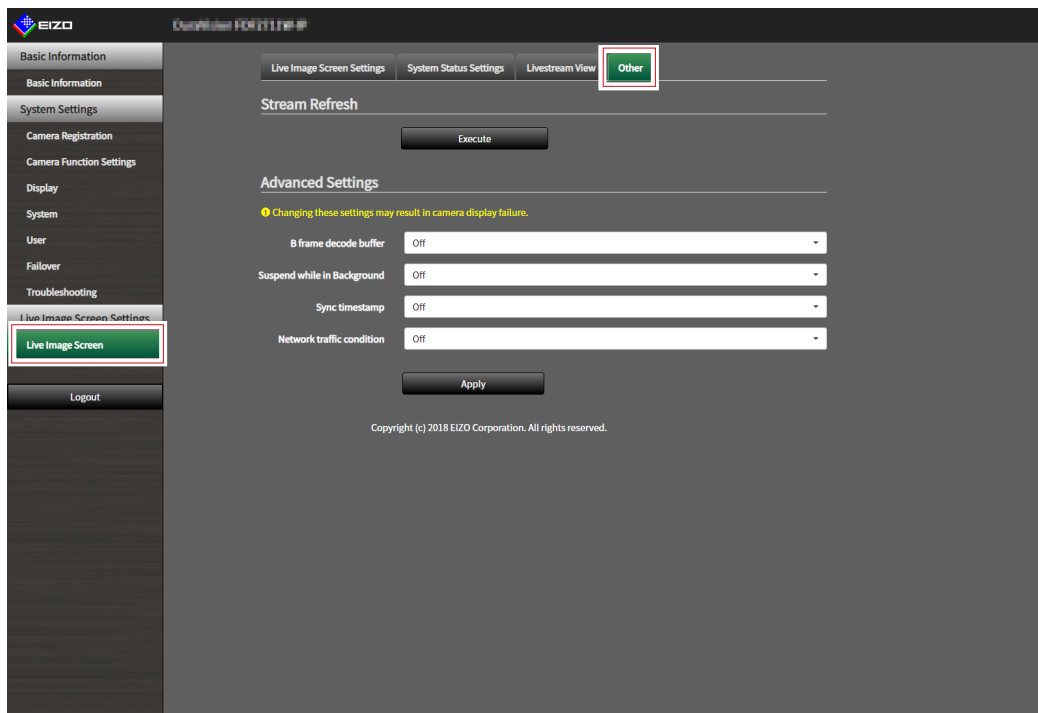 EIZO
Basic Information
Basic Information
System Settings
Camera Registration
Camera Function Settings
Display
System
User
Failover
Troubleshooting
Live Image Screen Settings
Live Image Screen
Logout
Live Image Screen Settings System Status Settings Livestream View Other
Stream Refresh
Execute
Advanced Settings
Changing these settings may result in camera display failure.
B frame decode buffer Off
Suspend while in Background Off
Sync timestamp Off
Network traffic condition Off
Apply
Copyright (c) 2018 EIZO Corporation. All rights reserved.